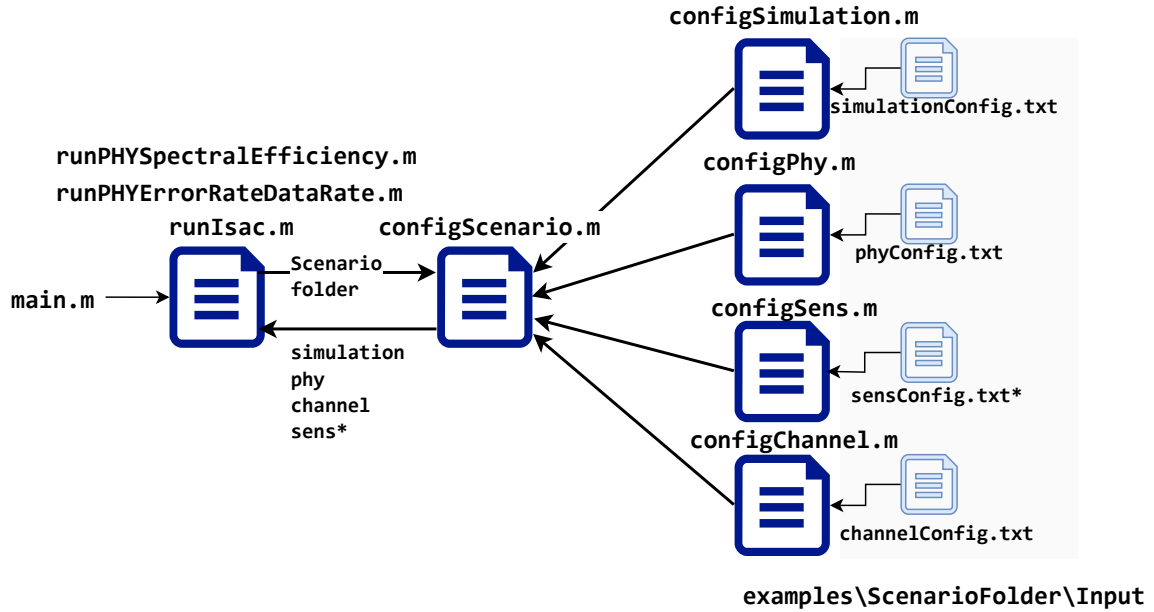 configSimulation.m
simulationConfig.txt
runPHYSpectralEfficiency.m
runPHYErrorRateDataRate.m
runIsac.m
configScenario.m
configPhy.m
phyConfig.txt
main.m
Scenario
folder
simulation
phy
channel
sens*
configSens.m
sensConfig.txt*
configChannel.m
channelConfig.txt
examples\ScenarioFolder\Input